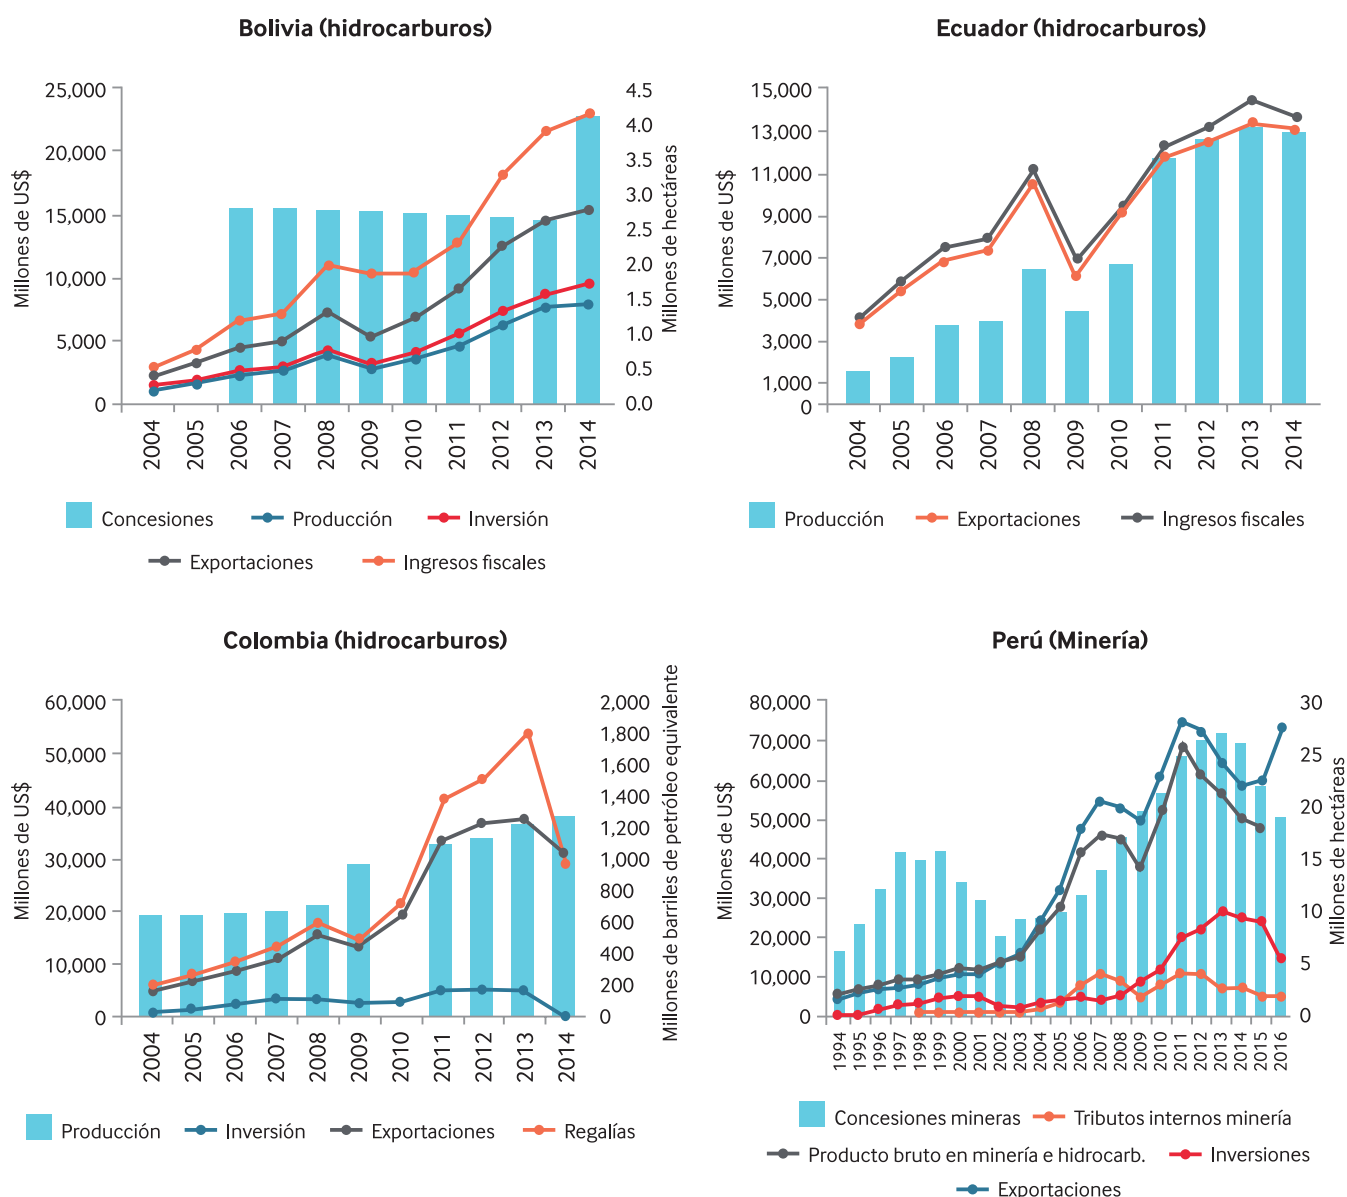 Bolivia (hidrocarburos)
Millones de US$
25,000
20,000
15,000
10,000
5,000
0
4.5
4.0
3.5
3.0
2.5
2.0
1.5
1.0
0.5
0.0
Millones de hectáreas
2004 2005 2006 2007 2008 2009 2010 2011 2012 2013 2014
Concesiones Producción Inversión
Exportaciones Ingresos fiscales
Ecuador (hidrocarburos)
Millones de US$
15,000
13,000
11,000
9,000
7,000
5,000
3,000
1,000
0
2004 2005 2006 2007 2008 2009 2010 2011 2012 2013 2014
Producción Exportaciones Ingresos fiscales
Colombia (hidrocarburos)
Millones de US$
60,000
50,000
40,000
30,000
20,000
10,000
0
2,000
1,800
1,600
1,400
1,200
1,000
800
600
400
200
0
Millones de barriles de petróleo equivalente
2004 2005 2006 2007 2008 2009 2010 2011 2012 2013 2014
Producción Inversión Exportaciones Regalías
Perú (Minería)
Millones de US$
80,000
70,000
60,000
50,000
40,000
30,000
20,000
10,000
0
30
25
20
15
10
5
0
Millones de hectáreas
1994 1995 1996 1997 1998 1999 2000 2001 2002 2003 2004 2005 2006 2007 2008 2009 2010 2011 2012 2013 2014 2015 2016
Concesiones mineras Tributos internos minería
Producto bruto en minería e hidrocarb. Inversiones
Exportaciones